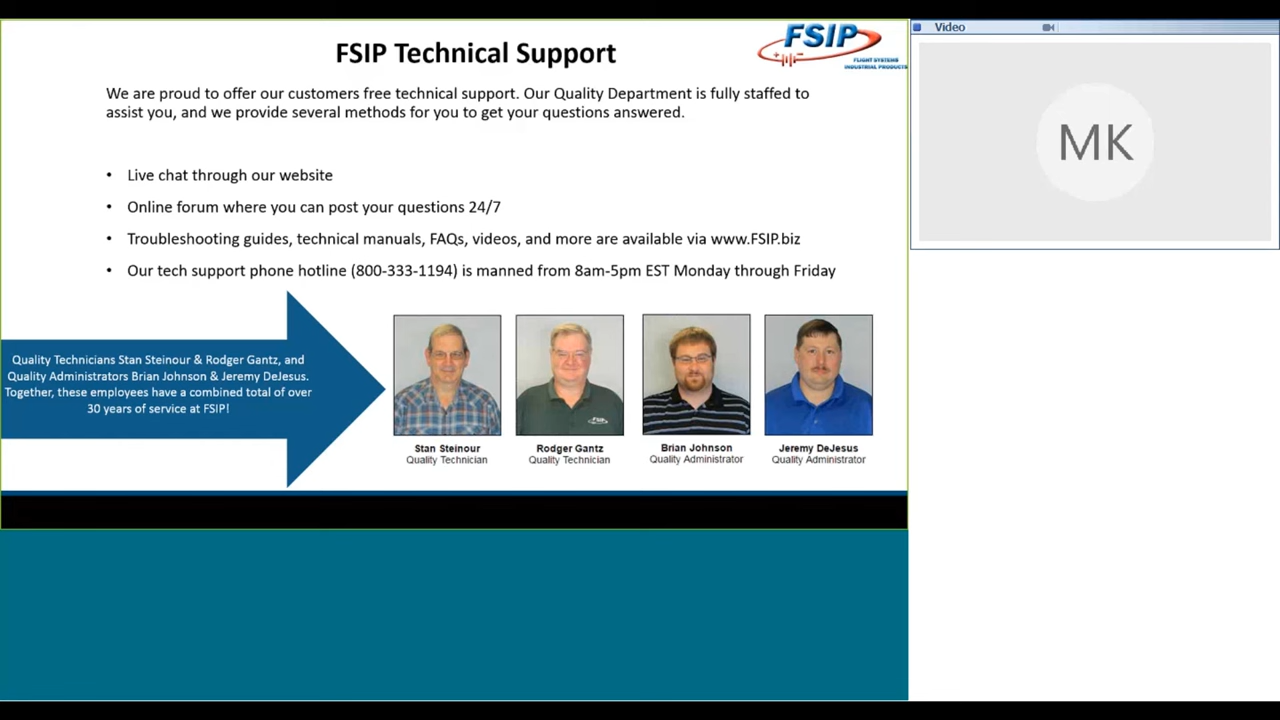 FSIP Technical Support
FSIP
FLIGHT SYSTEMS
INDUSTRIAL PRODUCTS
We are proud to offer our customers free technical support. Our Quality Department is fully staffed to
assist you, and we provide several methods for you to get your questions answered.
• Live chat through our website
• Online forum where you can post your questions 24/7
• Troubleshooting guides, technical manuals, FAQs, videos, and more are available via www.FSIP.biz
• Our tech support phone hotline (800-333-1194) is manned from 8am-5pm EST Monday through Friday
Quality Technicians Stan Steinour & Rodger Gantz, and
Quality Administrators Brian Johnson & Jeremy DeJesus.
Together, these employees have a combined total of over
30 years of service at FSIP!
Stan Steinour
Quality Technician
Rodger Gantz
Quality Technician
Brian Johnson
Quality Administrator
Jeremy DeJesus
Quality Administrator
Video
MK